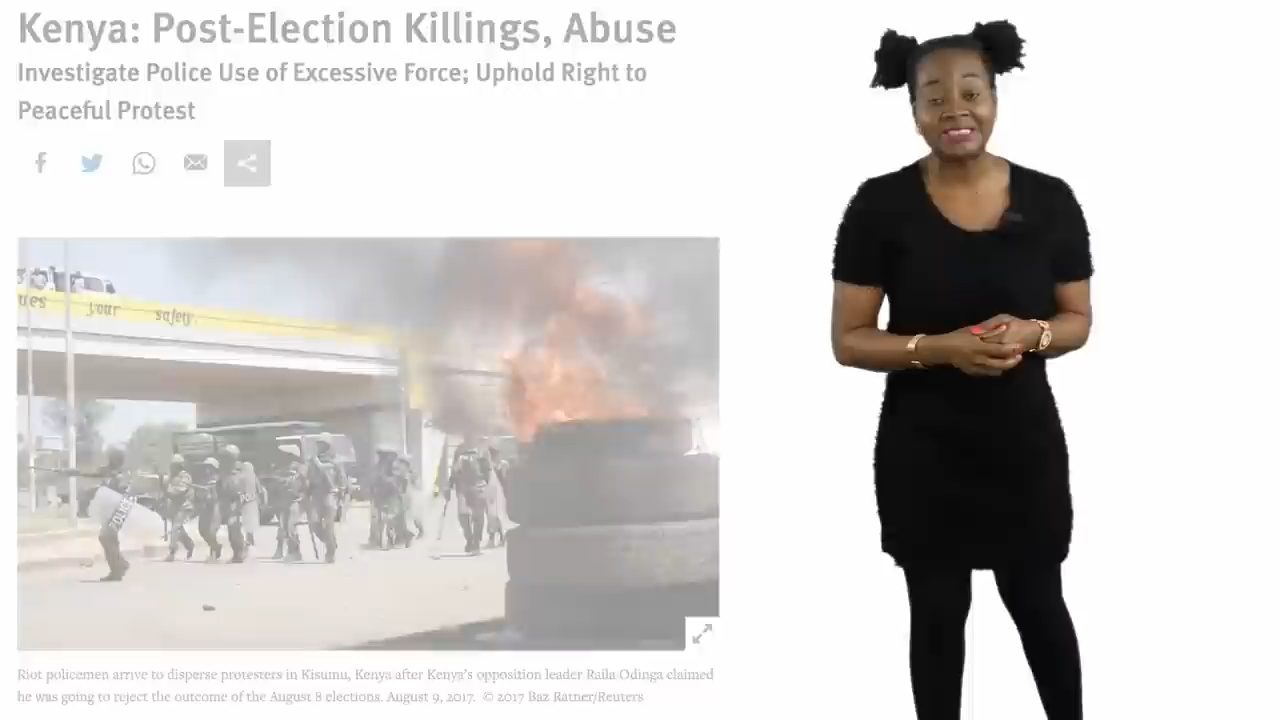 Kenya: Post-Election Killings, Abuse
Investigate Police Use of Excessive Force; Uphold Right to
Peaceful Protest
your safety
POLICE
Riot policemen arrive to disperse protesters in Kisumu, Kenya after Kenya's opposition leader Raila Odinga claimed
he was going to reject the outcome of the August 8 elections. August 9, 2017. © 2017 Baz Ratner/Reuters